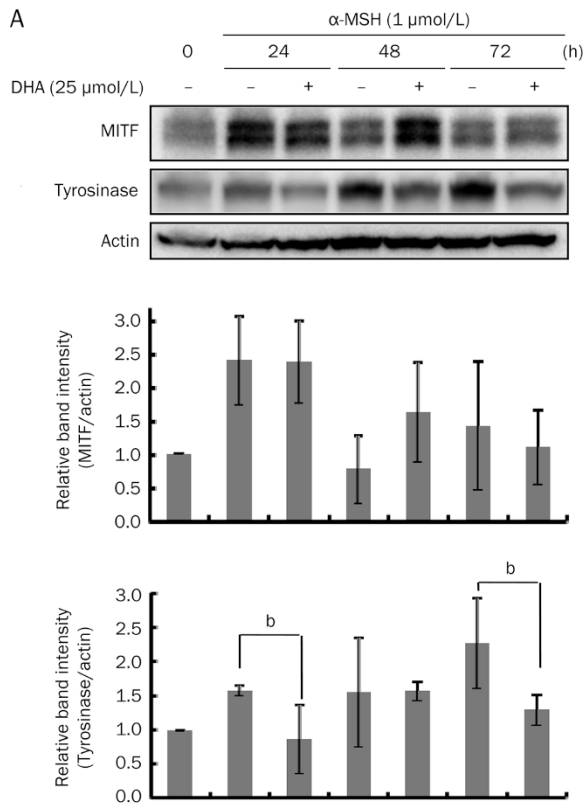 A
α-MSH (1 μmol/L)
0 24 48 72 (h)
DHA (25 μmol/L) – – + – + – +
MITF
Tyrosinase
Actin
Relative band intensity
(MITF/actin)
3.0
2.5
2.0
1.5
1.0
0.5
0.0
Relative band intensity
(Tyrosinase/actin)
3.0
2.5
2.0
1.5
1.0
0.5
0.0
b
b